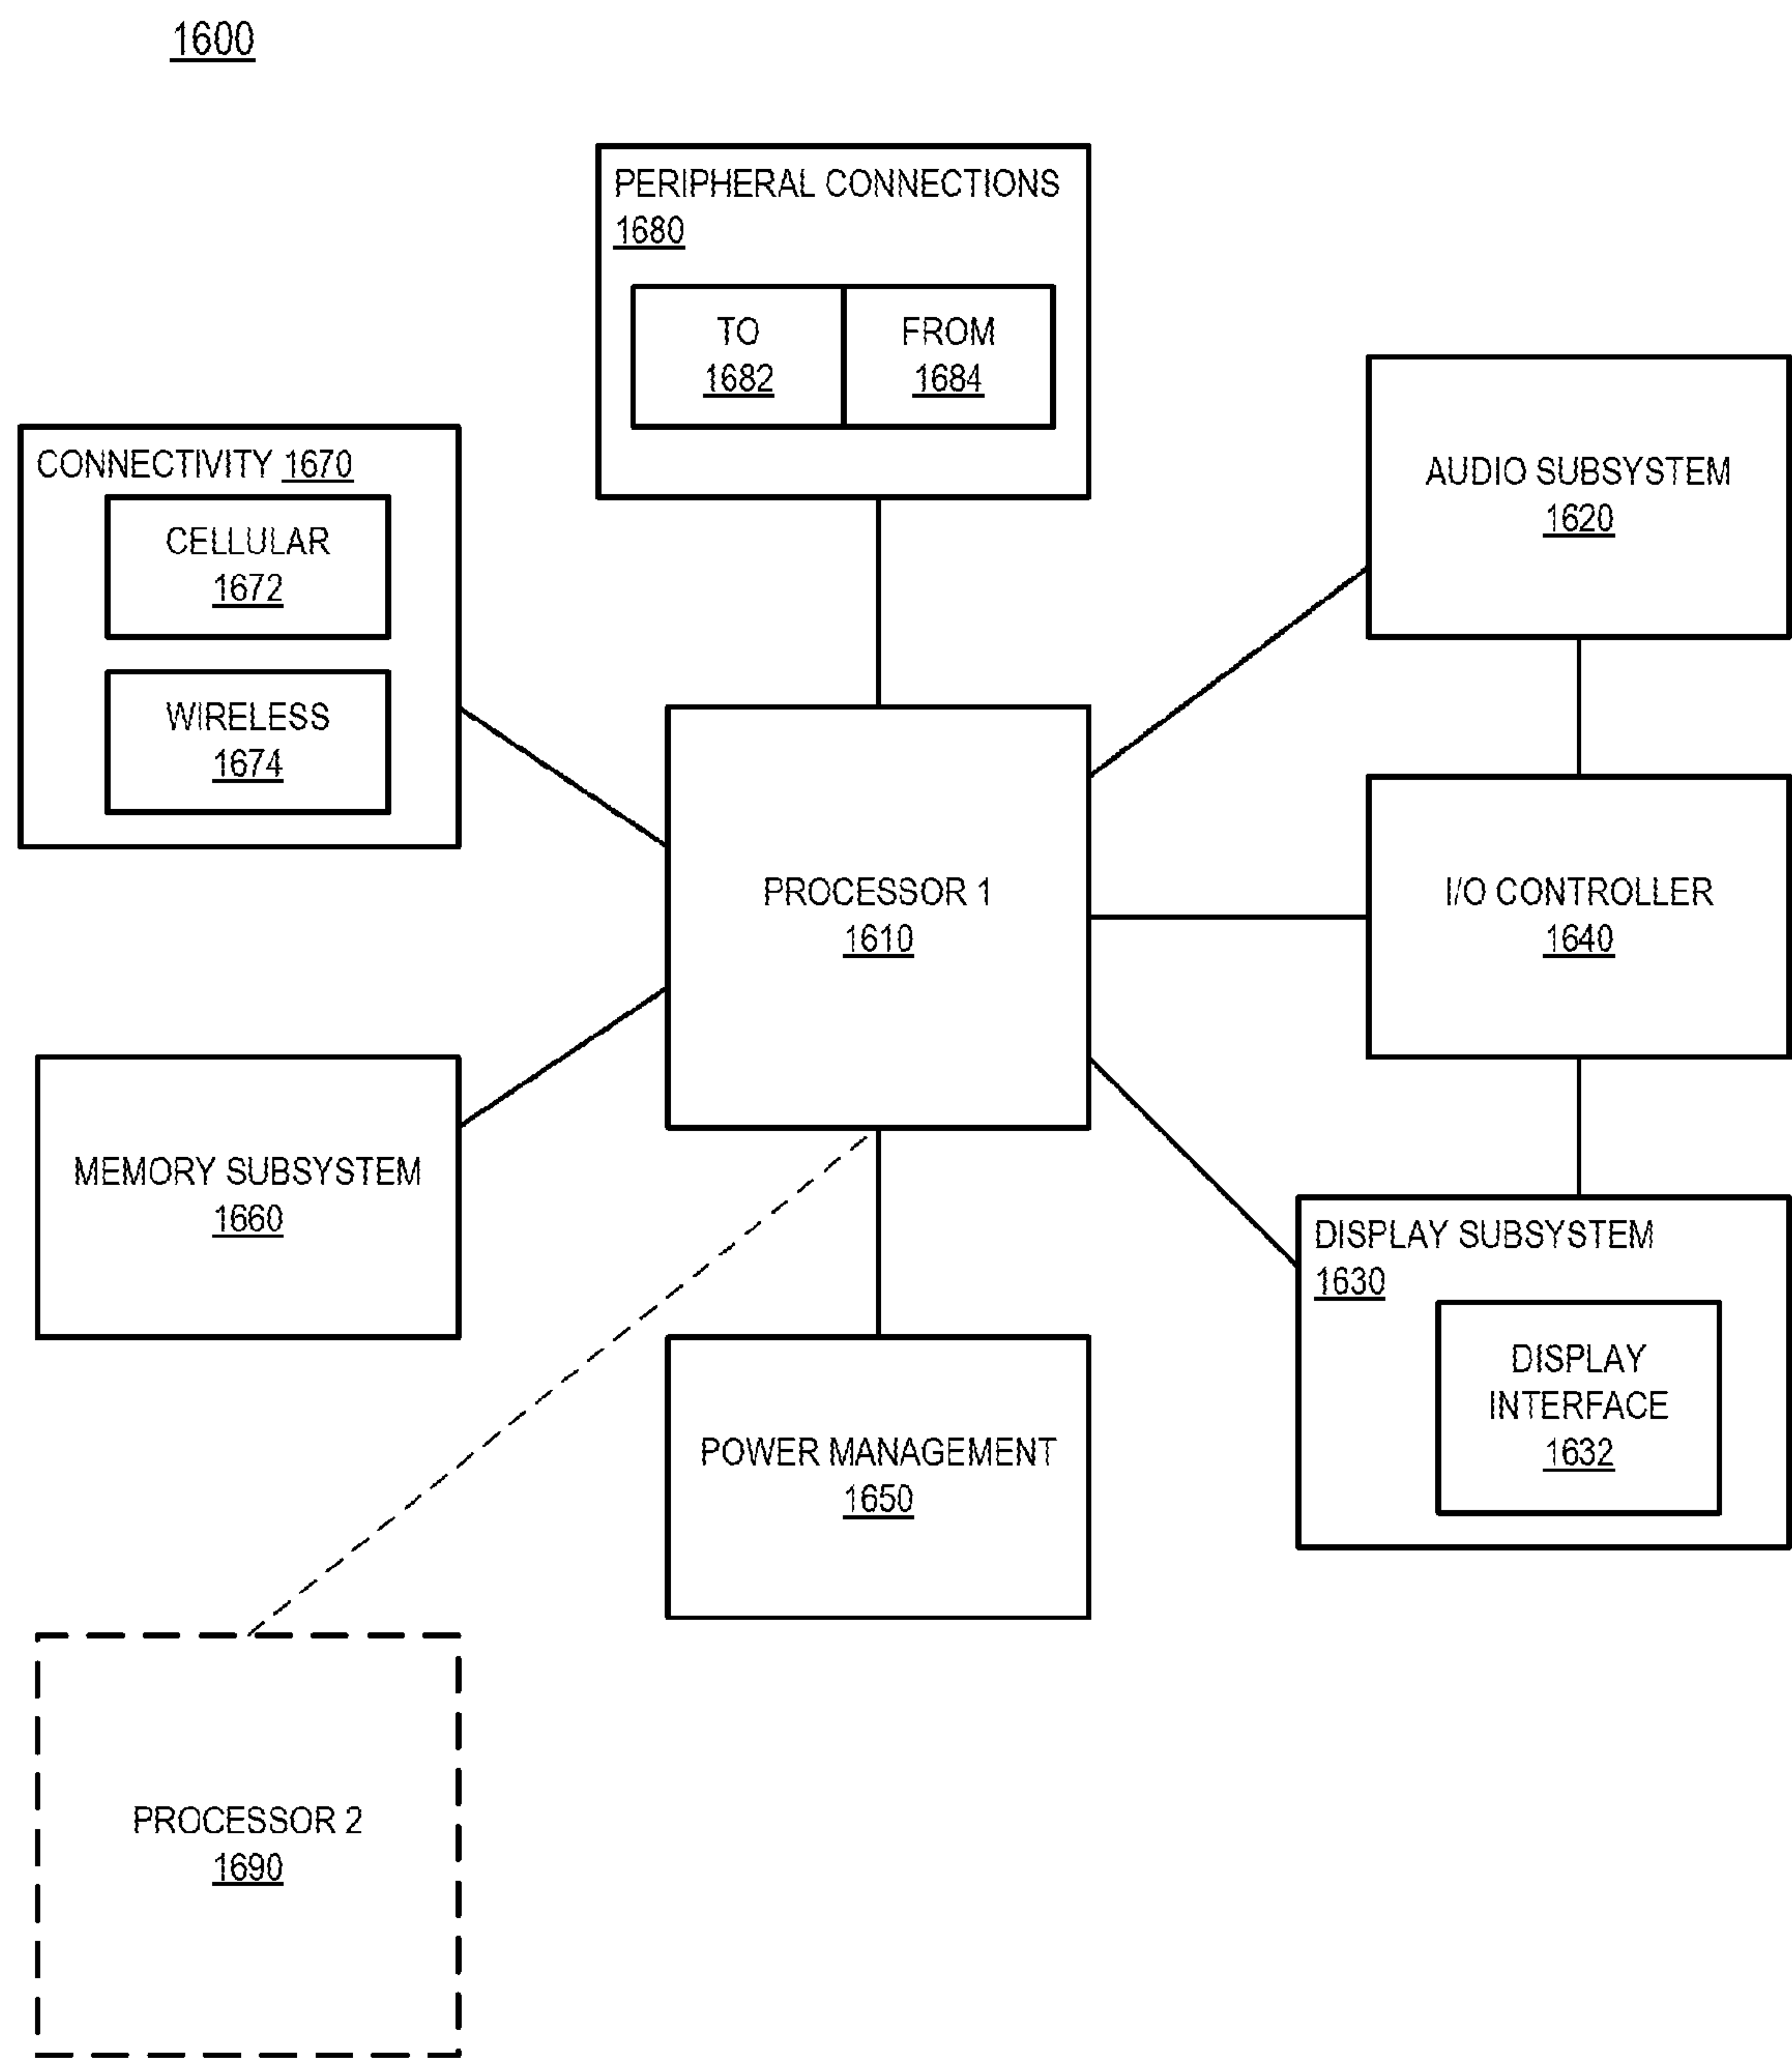 1600
PERIPHERAL CONNECTIONS
1680
TO
1682
FROM
1684
CONNECTIVITY 1670
CELLULAR
1672
WIRELESS
1674
AUDIO SUBSYSTEM
1620
PROCESSOR 1
1610
I/O CONTROLLER
1640
MEMORY SUBSYSTEM
1660
DISPLAY SUBSYSTEM
1630
DISPLAY
INTERFACE
1632
POWER MANAGEMENT
1650
PROCESSOR 2
1690